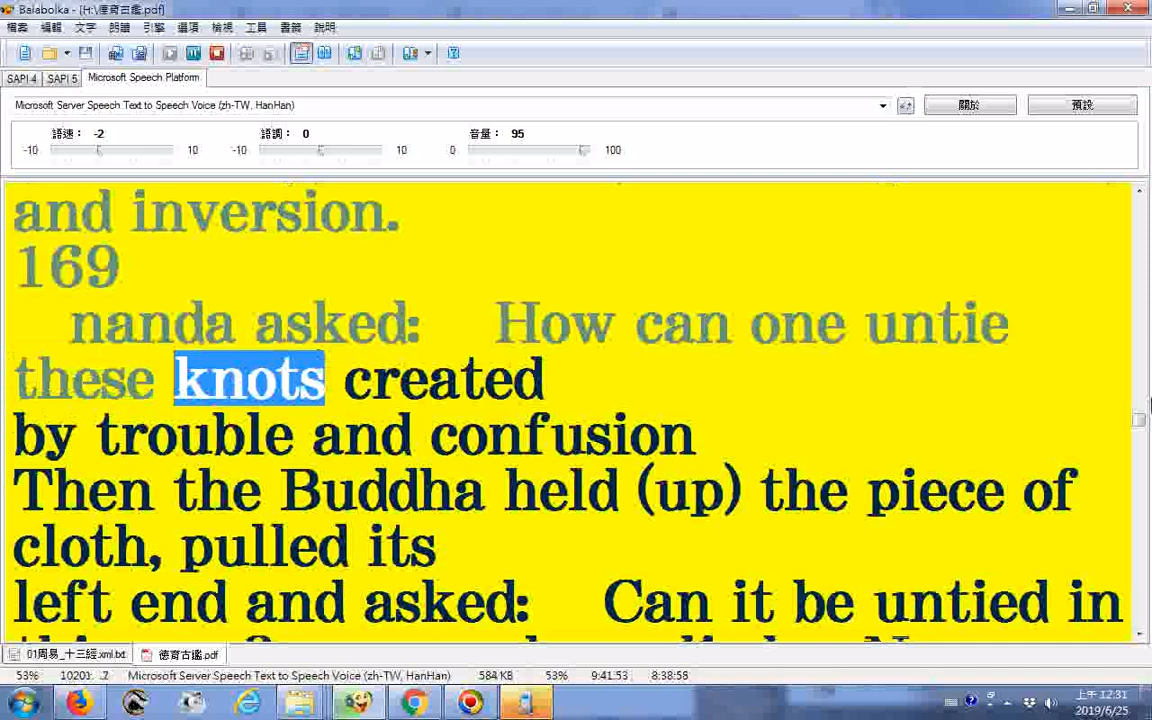 Balabolka - [H:\德育古鑑.pdf]
檔案 編輯 文字 朗讀 引擎 選項 檢視 工具 書籤 說明
SAPI 4 SAPI 5 Microsoft Speech Platform
Microsoft Server Speech Text to Speech Voice (zh-TW, HanHan) 關於 預設
語速： -2 語調： 0 音量： 95
-10 10 -10 10 0 100
and inversion.
169
nanda asked: How can one untie
these knots created
by trouble and confusion
Then the Buddha held (up) the piece of
cloth, pulled its
left end and asked: Can it be untied in
01周易_十三經.xml.txt 德育古鑑.pdf
53% 10201: .2 Microsoft Server Speech Text to Speech Voice (zh-TW, HanHan) 584 KB 53% 9:41:53 8:38:58
上午 12:31
2019/6/25